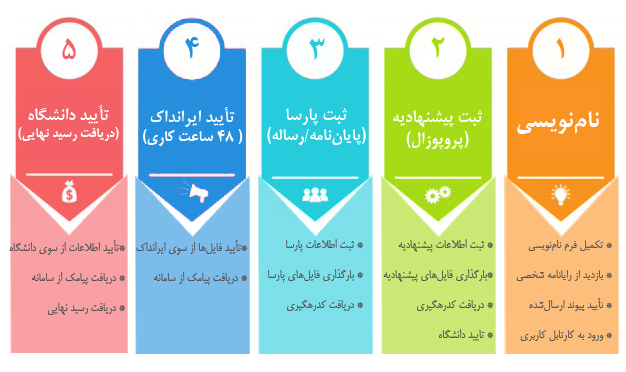 ۱
نام‌نویسی
* تکمیل فرم نام‌نویسی
* بازدید از رایانامه شخصی
* تأیید پیوند ارسال‌شده
* ورود به کارتابل کاربری
۲
ثبت پیشنهادیه
(پروپوزال)
* ثبت اطلاعات پیشنهادیه
*بارگذاری فایل‌های پیشنهادیه
* دریافت کدرهگیری
* تایید دانشگاه
۳
ثبت پارسا
(پایان‌نامه/رساله)
* ثبت اطلاعات پارسا
* بارگذاری فایل‌های پارسا
* دریافت کدرهگیری
۴
تأیید ایرانداک
( ۴۸ ساعت کاری)
*تأیید فایل‌ها از سوی ایرانداک
* دریافت پیامک از سامانه
۵
تأیید دانشگاه
(دریافت رسید نهایی)
* تأیید اطلاعات از سوی دانشگاه
* دریافت پیامک از سامانه
* دریافت رسید نهایی